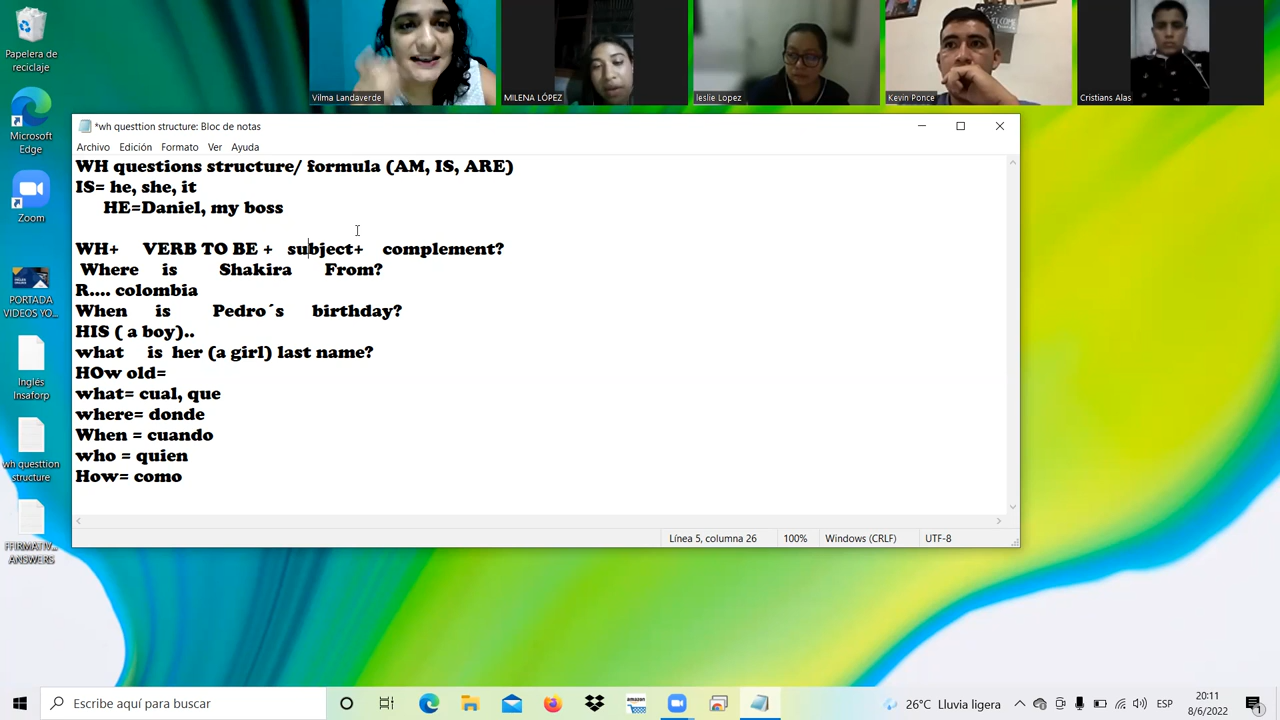 Papelera de
reciclaje
Microsoft
Edge
Zoom
PORTADA
VIDEOS YO...
Inglés
Insaforp
wh questtion
structure
FFIRMATIV...
ANSWERS
Vilma Landaverde
MILENA LÓPEZ
leslie Lopez
Kevin Ponce
Cristians Alas
*wh questtion structure: Bloc de notas
Archivo Edición Formato Ver Ayuda
WH questions structure/ formula (AM, IS, ARE)
IS= he, she, it
HE=Daniel, my boss
WH+ VERB TO BE + subject+ complement?
Where is Shakira From?
R.... colombia
When is Pedro´s birthday?
HIS ( a boy)..
what is her (a girl) last name?
HOw old=
what= cual, que
where= donde
When = cuando
who = quien
How= como
Línea 5, columna 26 100% Windows (CRLF) UTF-8
Escribe aquí para buscar
amazon
26°C Lluvia ligera
ESP
20:11
8/6/2022
1